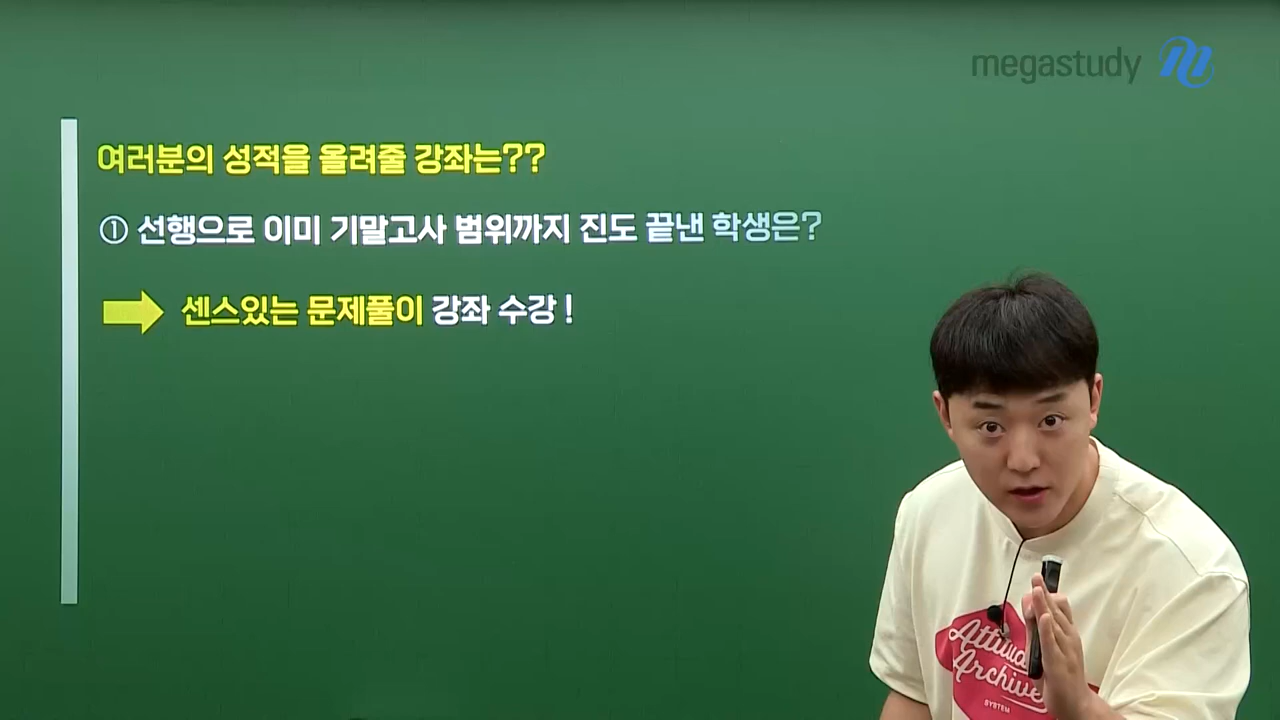 megastudy
여러분의 성적을 올려줄 강좌는??
① 선행으로 이미 기말고사 범위까지 진도 끝낸 학생은?
센스있는 문제풀이 강좌 수강 !
Archive
SYSTEM